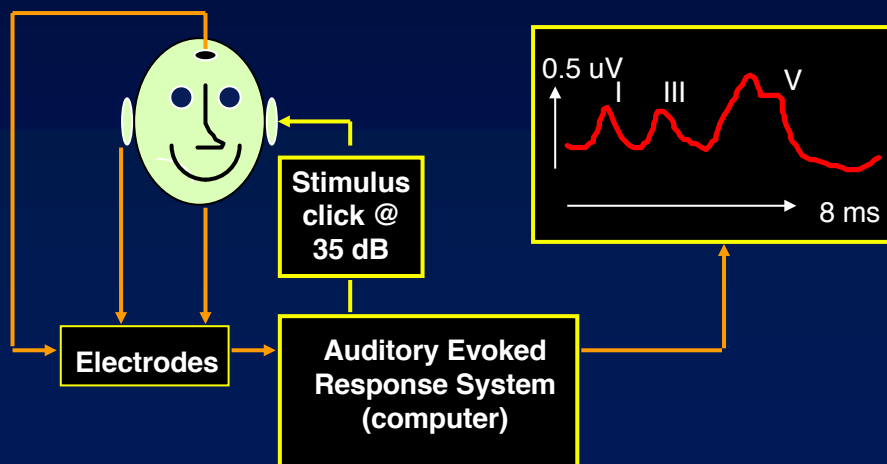 0.5 uV
I
III
V
8 ms
Stimulus
click @
35 dB
Electrodes
Auditory Evoked
Response System
(computer)